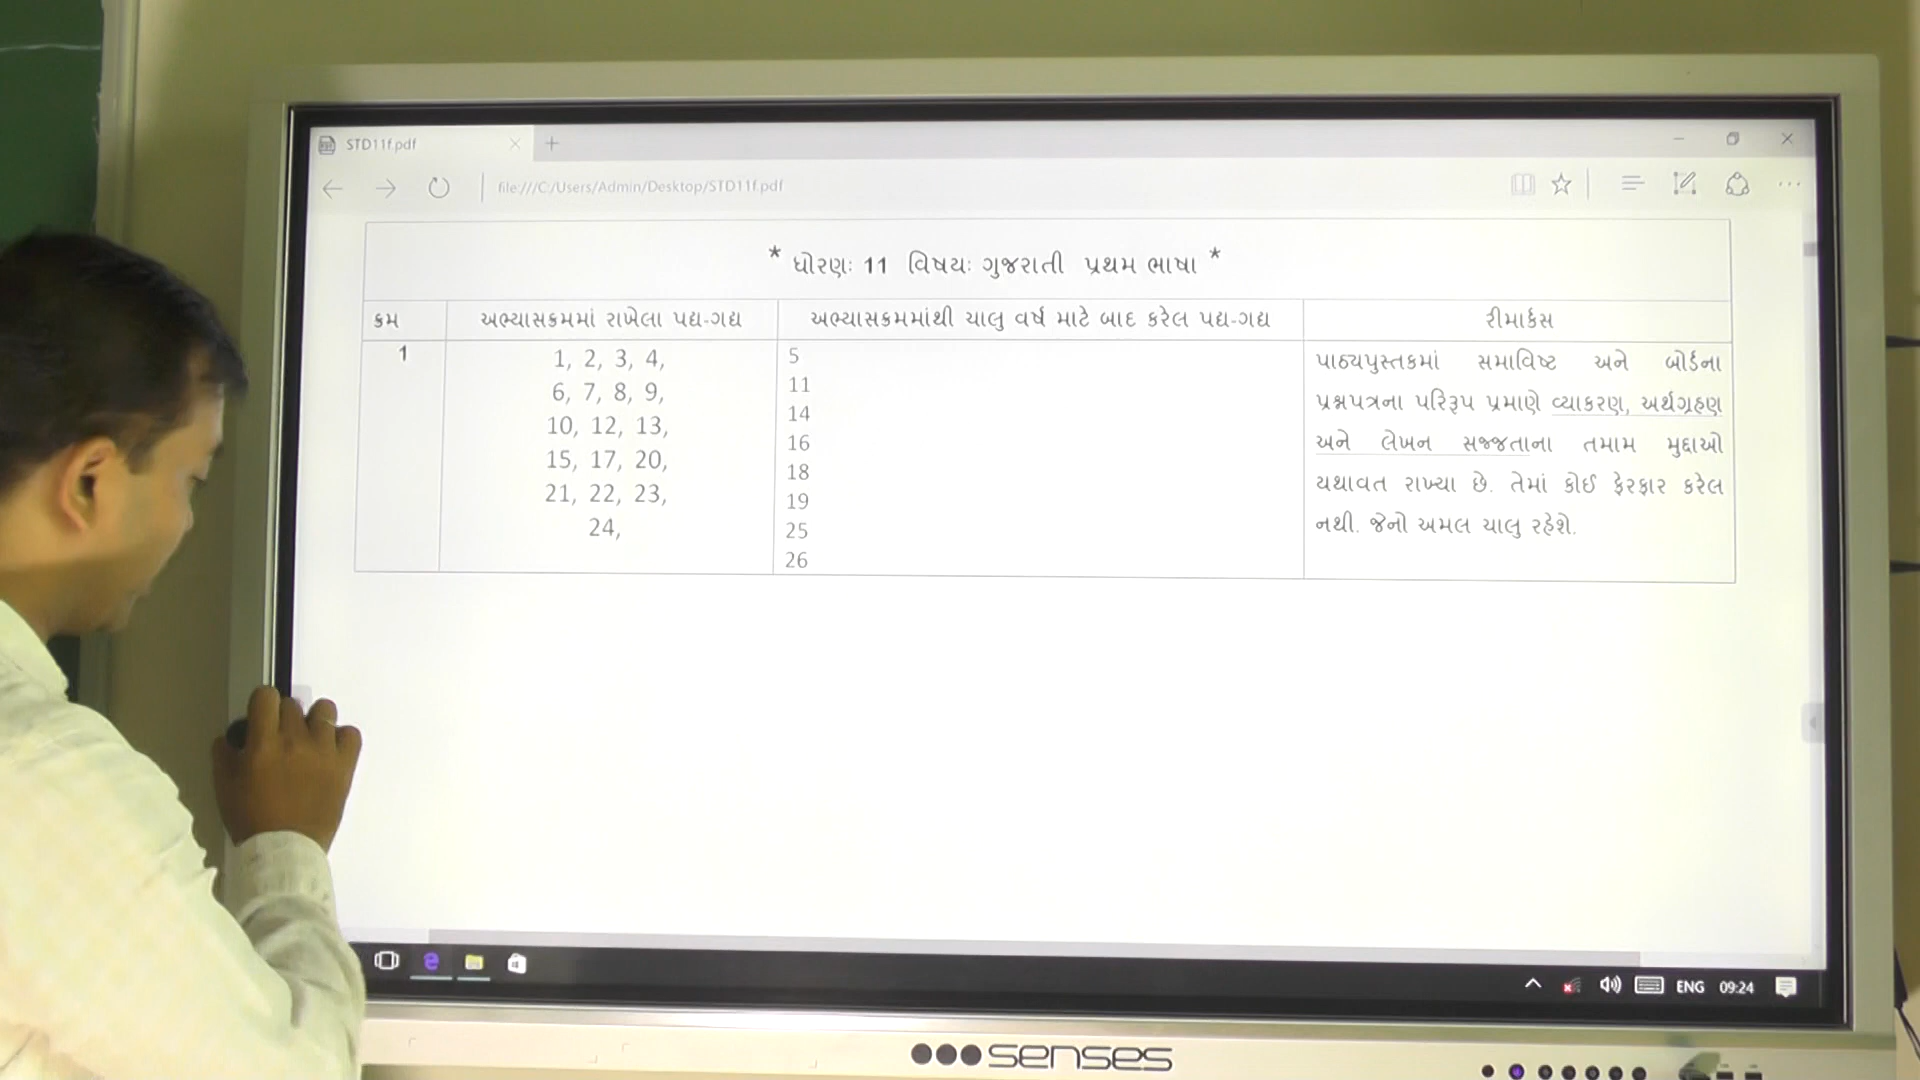 STD11f.pdf
file:///C:/Users/Admin/Desktop/STD11f.pdf
* ધોરણઃ 11 વિષયઃ ગુજરાતી પ્રથમ ભાષા *
ક્રમ
અભ્યાસક્રમમાં રાખેલા પદ્ય-ગદ્ય
અભ્યાસક્રમમાંથી ચાલુ વર્ષ માટે બાદ કરેલ પદ્ય-ગદ્ય
રીમાર્કસ
1
1, 2, 3, 4,
6, 7, 8, 9,
10, 12, 13,
15, 17, 20,
21, 22, 23,
24,
5
11
14
16
18
19
25
26
પાઠ્યપુસ્તકમાં સમાવિષ્ટ અને બોર્ડના
પ્રશ્નપત્રના પરિરૂપ પ્રમાણે વ્યાકરણ, અર્થગ્રહણ
અને લેખન સજ્જતાના તમામ મુદ્દાઓ
યથાવત રાખ્યા છે. તેમાં કોઈ ફેરફાર કરેલ
નથી. જેનો અમલ ચાલુ રહેશે.
ENG 09:24
senses